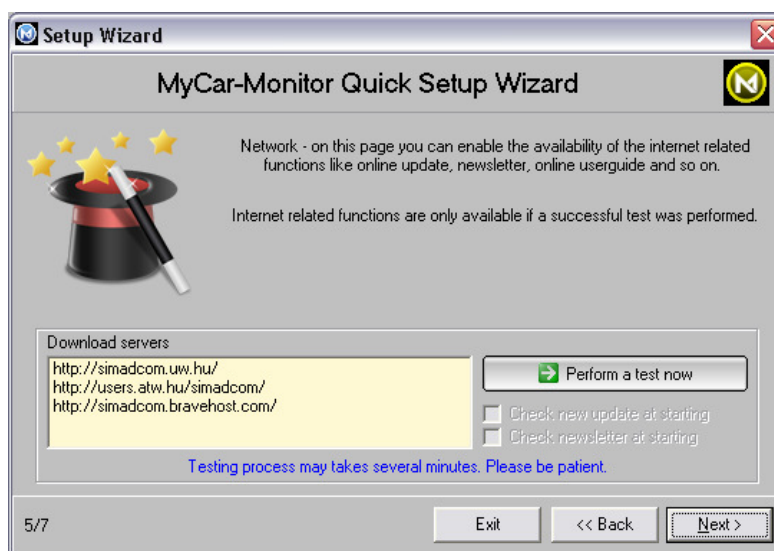 Setup Wizard
MyCar-Monitor Quick Setup Wizard
Network - on this page you can enable the availability of the internet related
functions like online update, newsletter, online userguide and so on.
Internet related functions are only available if a successful test was performed.
Download servers
http://simadcom.uw.hu/
http://users.atw.hu/simadcom/
http://simadcom.bravehost.com/
Perform a test now
Check new update at starting
Check newsletter at starting
Testing process may takes several minutes. Please be patient.
5/7
Exit
<< Back
Next >